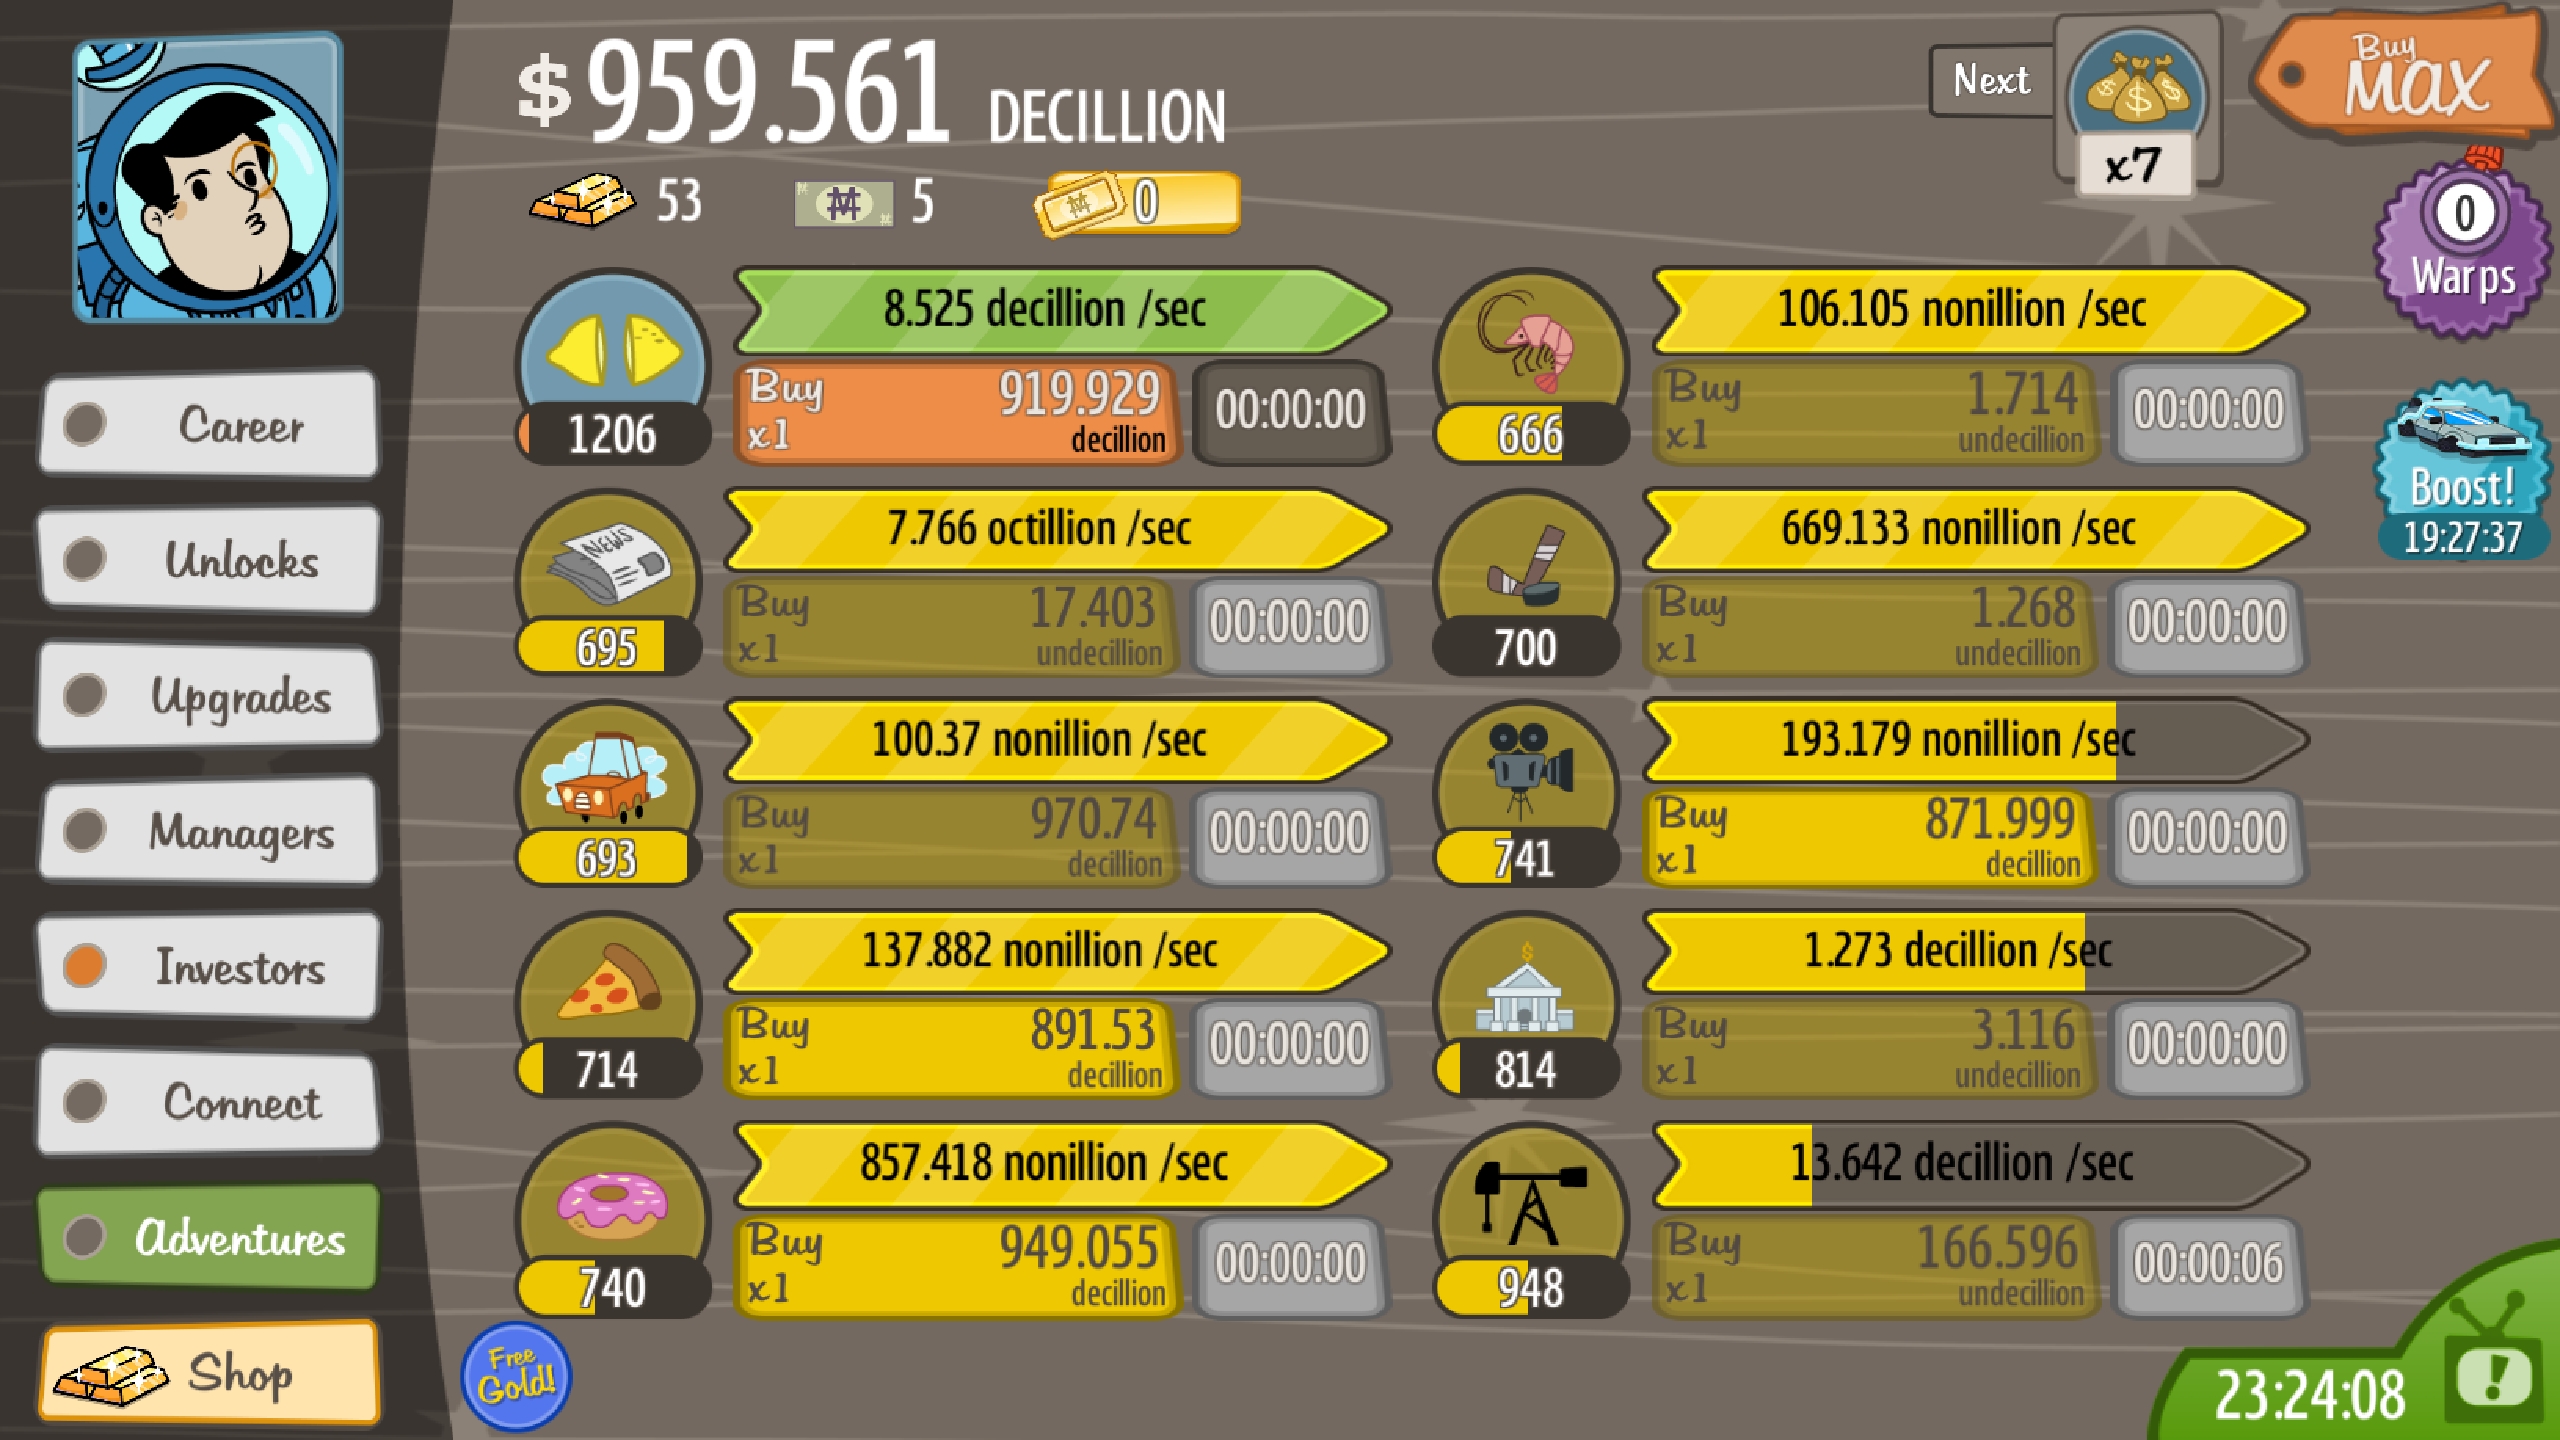 $959.561 DECILLION
53
5
0
Next
x7
Buy
MAX
0
Warps
Boost!
19:27:37
Career
Unlocks
Upgrades
Managers
Investors
Connect
Adventures
Shop
8.525 decillion /sec
Buy 919.929
x1 decillion
00:00:00
1206
NEWS
7.766 octillion /sec
Buy 17.403
x1 undecillion
00:00:00
695
100.37 nonillion /sec
Buy 970.74
x1 decillion
00:00:00
693
137.882 nonillion /sec
Buy 891.53
x1 decillion
00:00:00
714
857.418 nonillion /sec
Buy 949.055
x1 decillion
00:00:00
740
106.105 nonillion /sec
Buy 1.714
x1 undecillion
00:00:00
666
669.133 nonillion /sec
Buy 1.268
x1 undecillion
00:00:00
700
193.179 nonillion /sec
Buy 871.999
x1 decillion
00:00:00
741
1.273 decillion /sec
Buy 3.116
x1 undecillion
00:00:00
814
13.642 decillion /sec
Buy 166.596
x1 undecillion
00:00:06
948
Free
Gold!
23:24:08